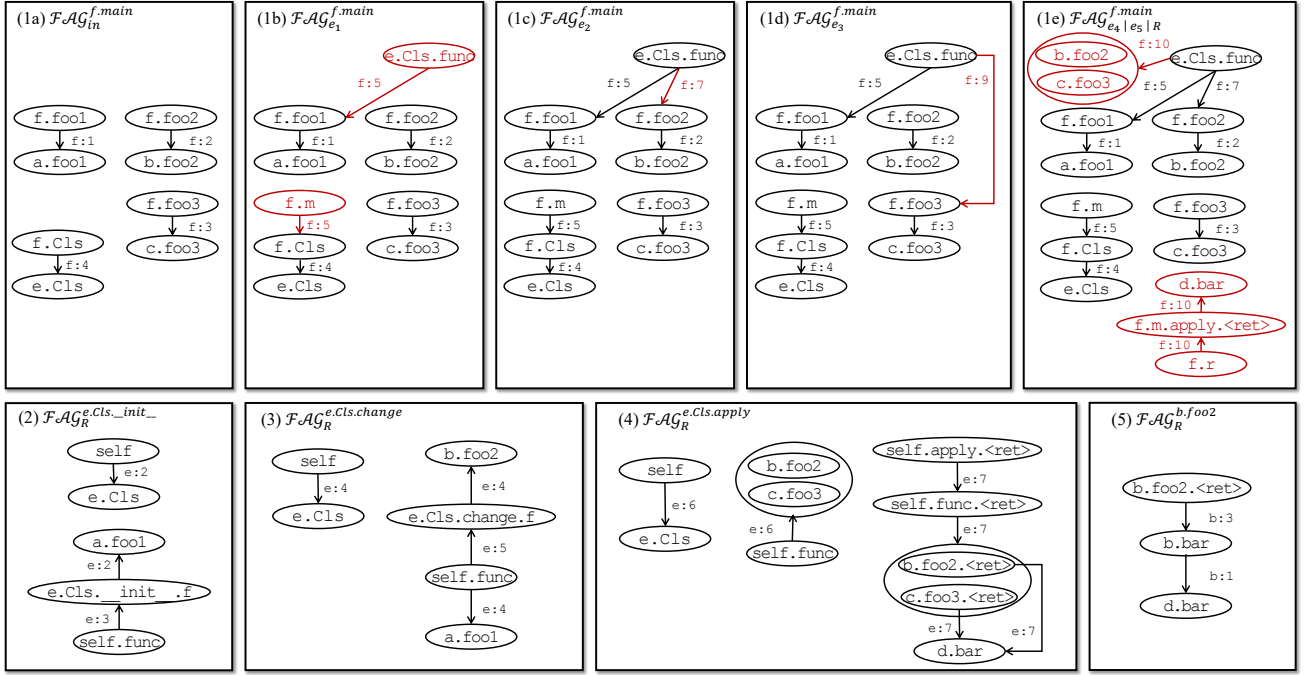 (1a) FAG_in^f.main
f.foo1
f.foo2
f:1
f:2
a.foo1
b.foo2
f.foo3
f:3
f.Cls
c.foo3
f:4
e.Cls
(1b) FAG_e1^f.main
e.Cls.func
f:5
f.foo1
f.foo2
f:1
f:2
a.foo1
b.foo2
f.m
f.foo3
f:5
f:3
f.Cls
c.foo3
f:4
e.Cls
(1c) FAG_e2^f.main
e.Cls.func
f:5
f:7
f.foo1
f.foo2
f:1
f:2
a.foo1
b.foo2
f.m
f.foo3
f:5
f:3
f.Cls
c.foo3
f:4
e.Cls
(1d) FAG_e3^f.main
e.Cls.func
f:5
f:9
f.foo1
f.foo2
f:1
f:2
a.foo1
b.foo2
f.m
f.foo3
f:5
f:3
f.Cls
c.foo3
f:4
e.Cls
(1e) FAG_e4|e5|R^f.main
f:10
b.foo2
e.Cls.func
c.foo3
f:5
f:7
f.foo1
f.foo2
f:1
f:2
a.foo1
b.foo2
f.m
f.foo3
f:5
f:3
f.Cls
c.foo3
f:4
e.Cls
d.bar
f:10
f.m.apply.<ret>
f:10
f.r
(2) FAG_R^e.Cls._init_
self
e:2
e.Cls
a.foo1
e:2
e.Cls.__init__.f
e:3
self.func
(3) FAG_R^e.Cls.change
self
b.foo2
e:4
e:4
e.Cls
e.Cls.change.f
e:5
self.func
e:4
a.foo1
(4) FAG_R^e.Cls.apply
self
e:6
e.Cls
b.foo2
c.foo3
e:6
self.func
self.apply.<ret>
e:7
self.func.<ret>
e:7
b.foo2.<ret>
c.foo3.<ret>
e:7
e:7
d.bar
(5) FAG_R^b.foo2
b.foo2.<ret>
b:3
b.bar
b:1
d.bar